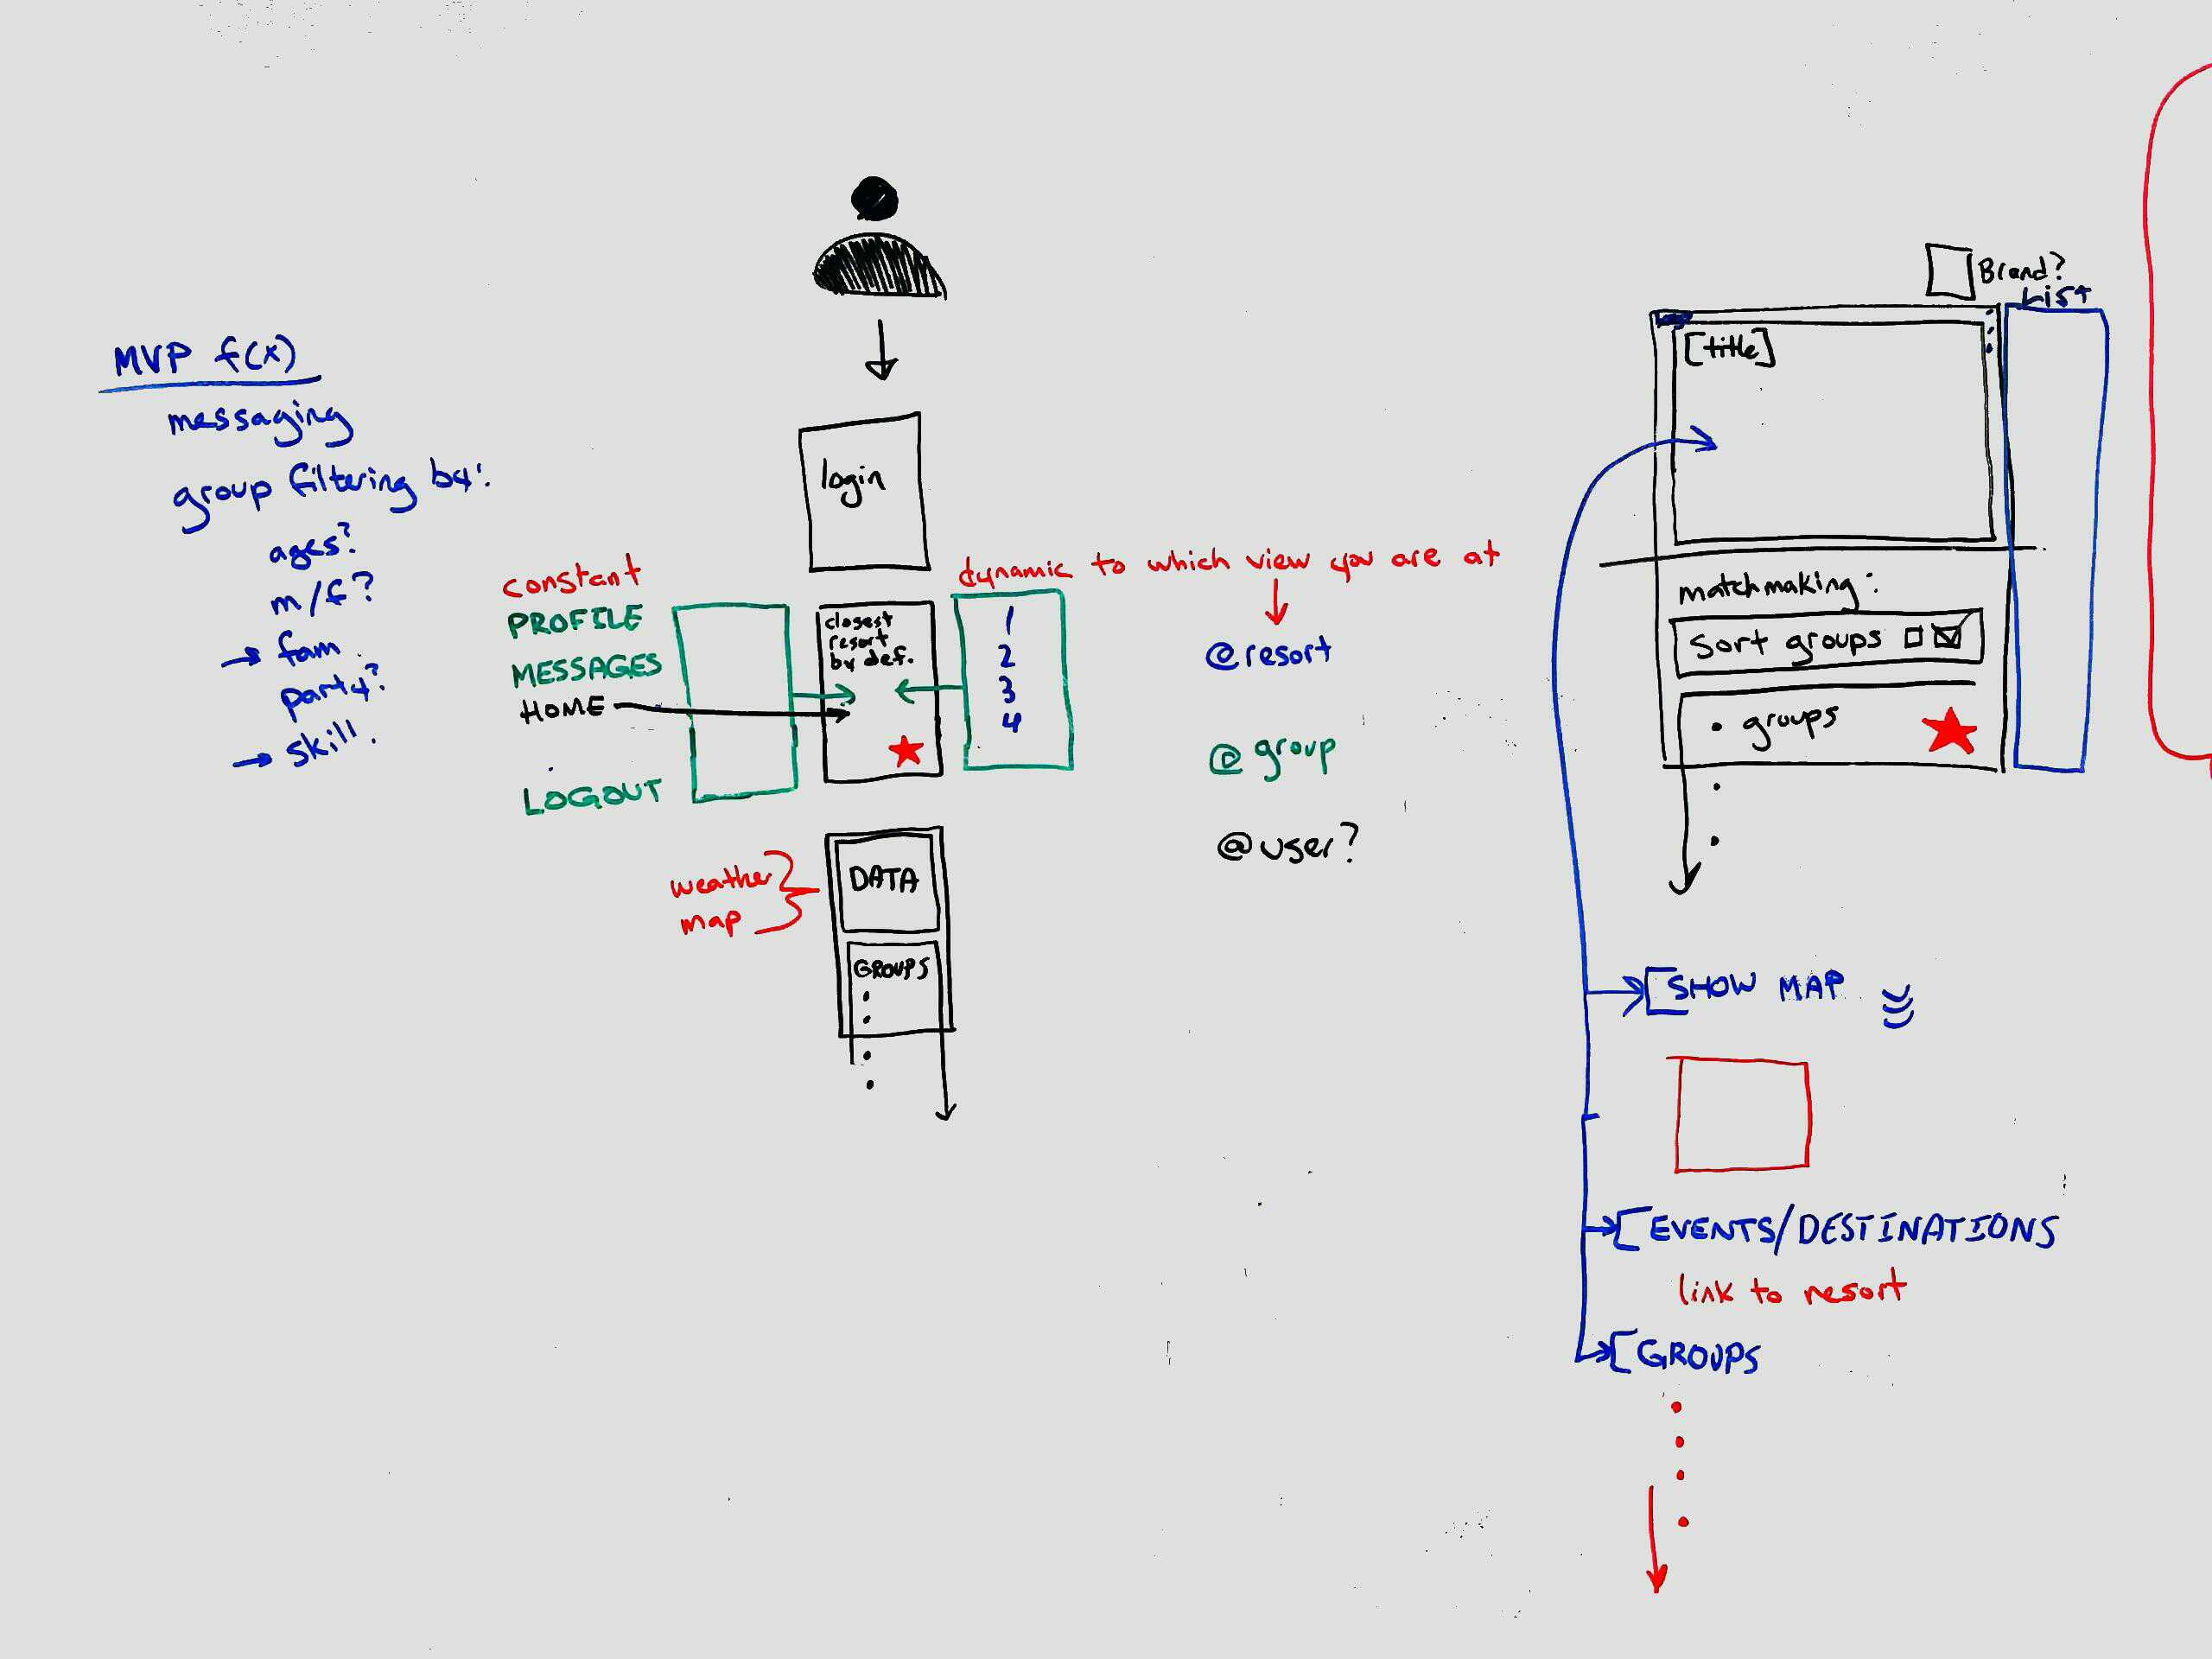 MVP f(x)
messaging
group filtering by:
ages?
m/f?
→ fam
party?
→ skill.
login
constant
PROFILE
MESSAGES
HOME
LOGOUT
closest
resort
by def.
1
2
3
4
dynamic to which view you are at
@resort
@group
@user?
weather
map
DATA
GROUPS
Brand?
List
[title]
matchmaking:
Sort groups
• groups
[SHOW MAP
[EVENTS/DESTINATIONS
link to resort
[GROUPS